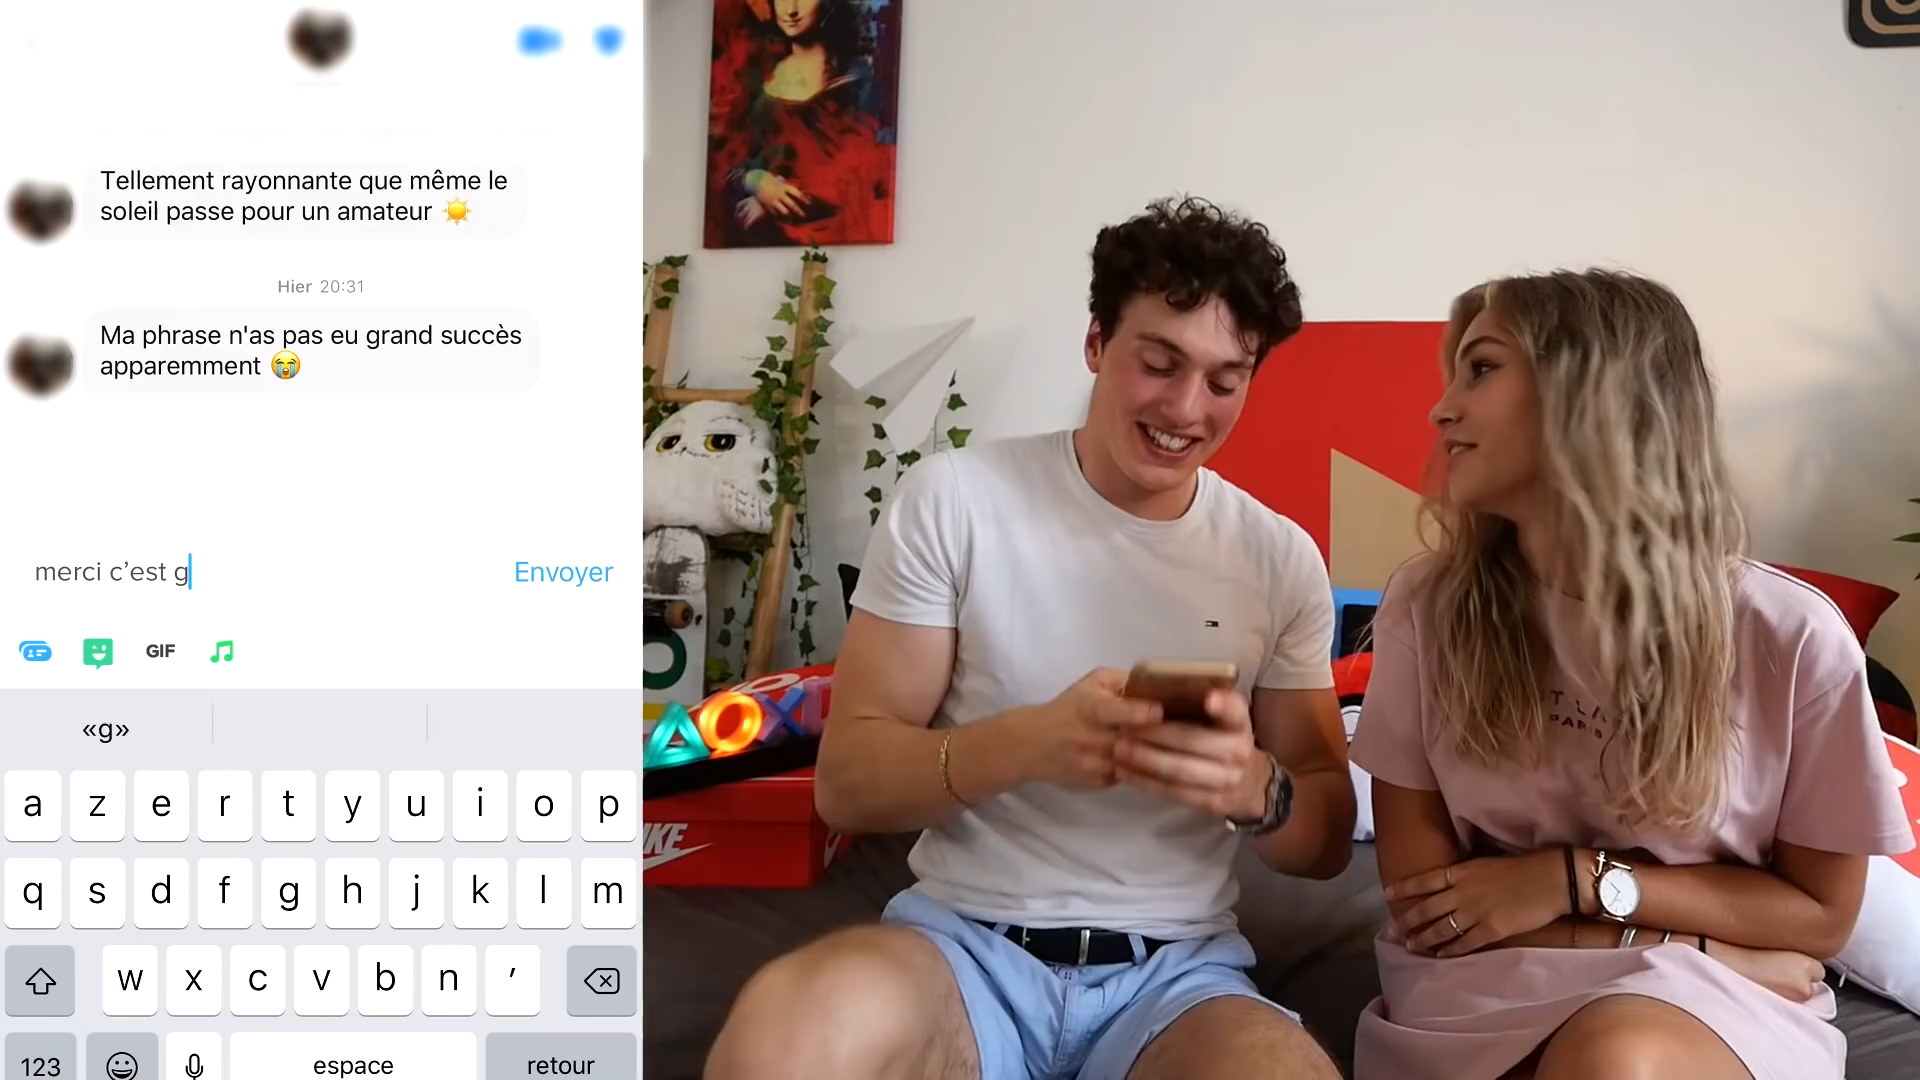 Tellement rayonnante que même le
soleil passe pour un amateur ☀️
Hier 20:31
Ma phrase n'as pas eu grand succès
apparemment 😭
merci c’est g
Envoyer
GIF
«g»
a z e r t y u i o p
q s d f g h j k l m
w x c v b n ’
123 espace retour
PARIS